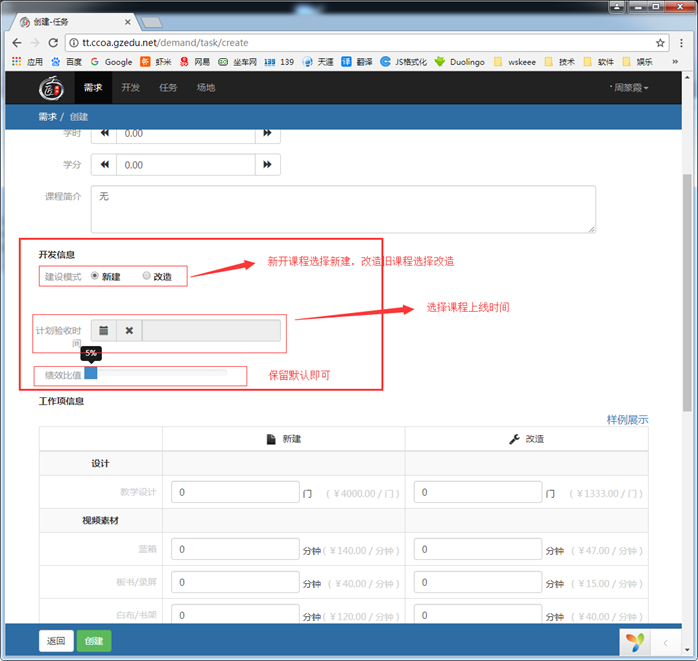 创建-任务
tt.ccoa.gzedu.net/demand/task/create
应用 百度 Google 虾米 网易 坐车网 139 139 天涯 译 翻译 JS格式化 Duolingo wskeee 技术 软件 娱乐 »
需求 开发 任务 场地
需求 / 创建
学时 0.00
学分 0.00
课程简介 无
开发信息
新开课程选择新建，改造旧课程选择改造
建设模式 新建 改造
选择课程上线时间
计划验收时间
5%
绩效比值 保留默认即可
工作项信息
样例展示
新建 改造
设计
教学设计 0 门 (￥4000.00 / 门) 0 门 (￥1333.00 / 门)
视频素材
蓝箱 0 分钟 (￥140.00 / 分钟) 0 分钟 (￥47.00 / 分钟)
板书/录屏 0 分钟 (￥40.00 / 分钟) 0 分钟 (￥15.00 / 分钟)
白布/书架 0 分钟 (￥120.00 / 分钟) 0 分钟 (￥40.00 / 分钟)
返回 创建